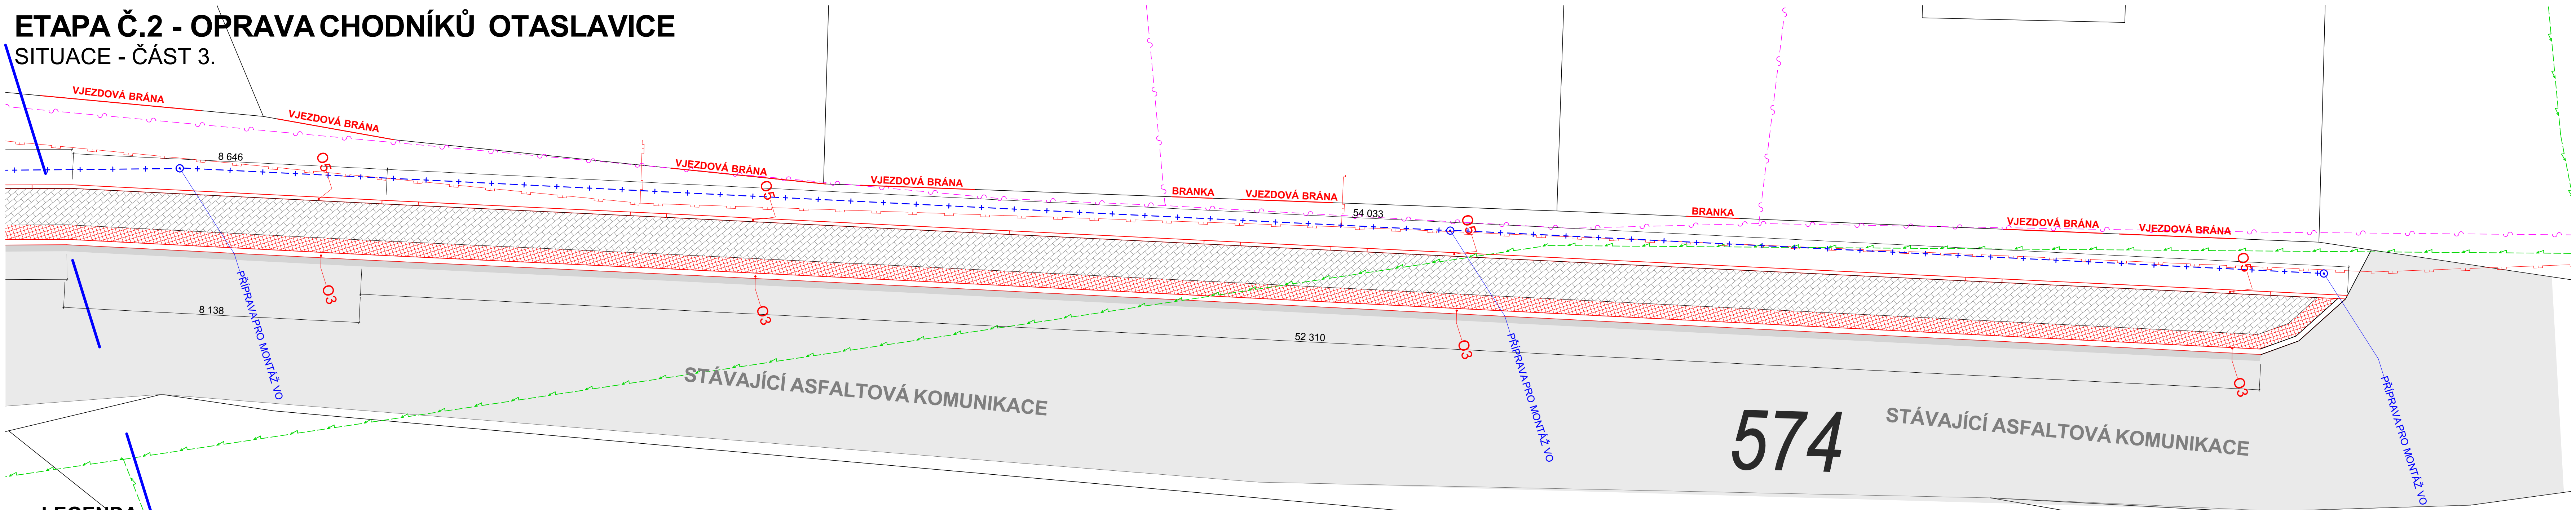 ETAPA Č.2 - OPRAVA CHODNÍKŮ OTASLAVICE
SITUACE - ČÁST 3.
VJEZDOVÁ BRÁNA
VJEZDOVÁ BRÁNA
VJEZDOVÁ BRÁNA
VJEZDOVÁ BRÁNA
BRANKA
VJEZDOVÁ BRÁNA
BRANKA
VJEZDOVÁ BRÁNA
VJEZDOVÁ BRÁNA
8 646
O5
O5
54 033
O5
O5
O3
O3
O3
O3
8 138
52 310
PŘÍPRAVA PRO MONTÁŽ VO
PŘÍPRAVA PRO MONTÁŽ VO
PŘÍPRAVA PRO MONTÁŽ VO
STÁVAJÍCÍ ASFALTOVÁ KOMUNIKACE
574
STÁVAJÍCÍ ASFALTOVÁ KOMUNIKACE
LEGENDA